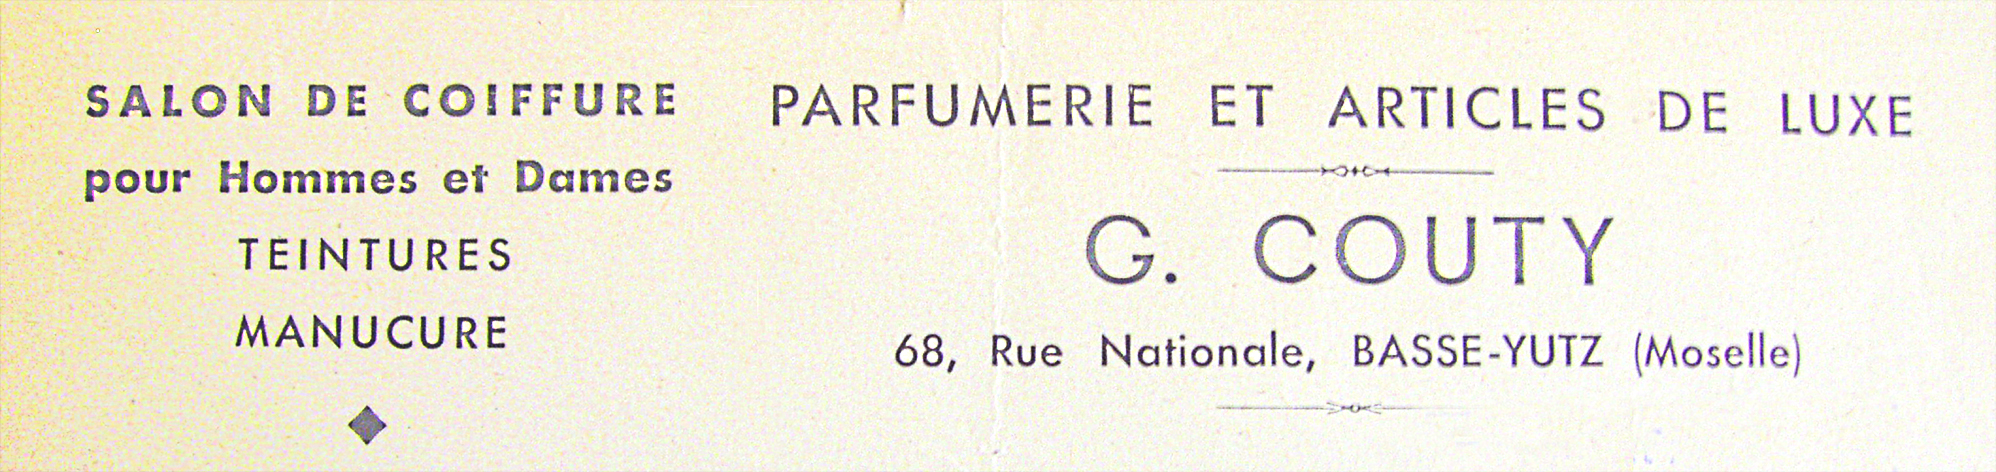 SALON DE COIFFURE
pour Hommes et Dames
TEINTURES
MANUCURE
PARFUMERIE ET ARTICLES DE LUXE
G. COUTY
68, Rue Nationale, BASSE-YUTZ (Moselle)